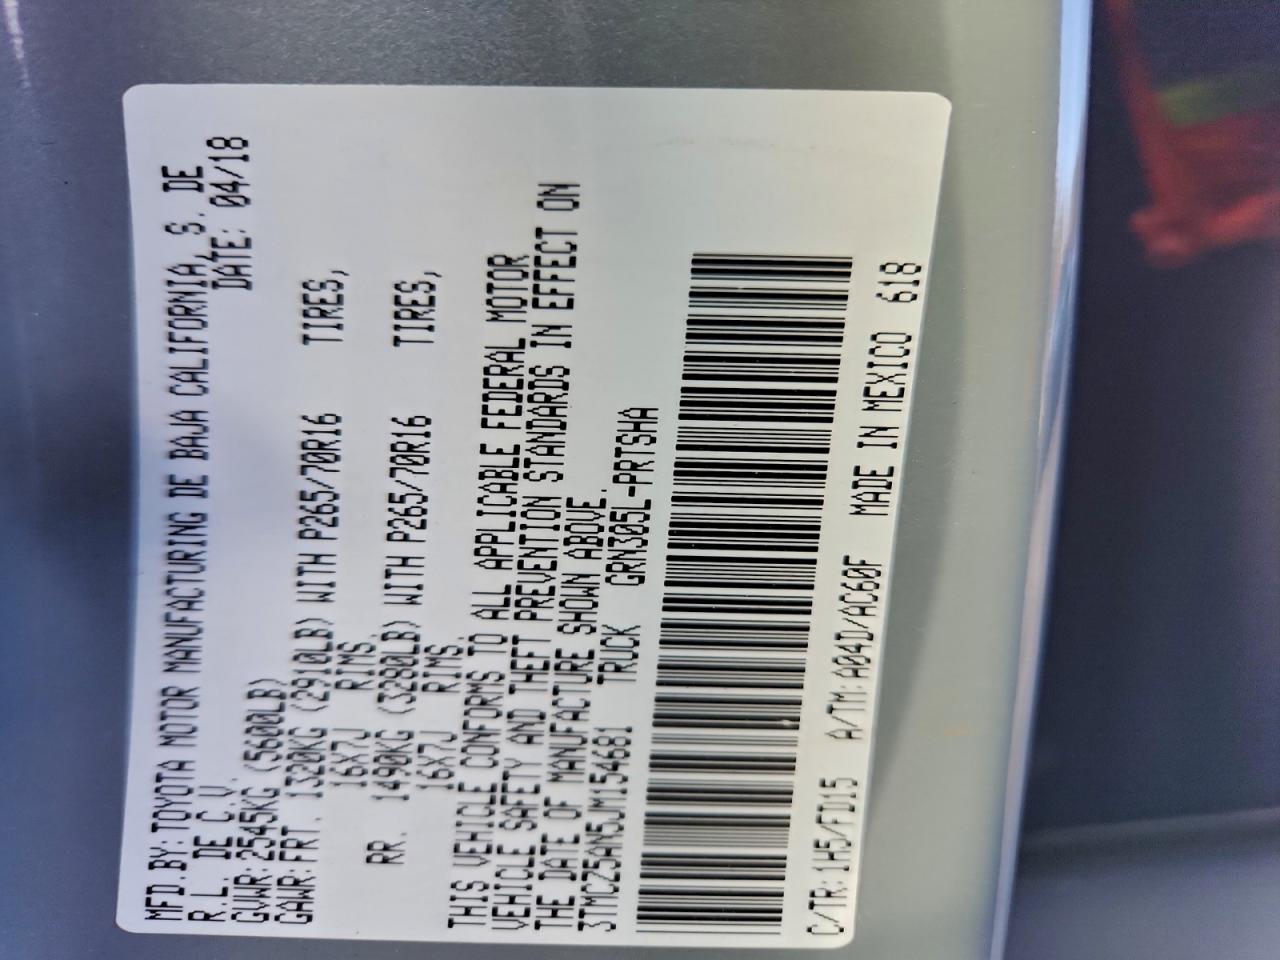 MFD.BY: TOYOTA MOTOR MANUFACTURING DE BAJA CALIFORNIA, S. DE
R.L. DE C.V. DATE: 04/18
GVWR: 2545KG (5600LB)
GAWR: FRT. 1320KG (2910LB) WITH P265/70R16 TIRES,
16X7J RIMS.
RR. 1490KG (3280LB) WITH P265/70R16 TIRES,
16X7J RIMS.
THIS VEHICLE CONFORMS TO ALL APPLICABLE FEDERAL MOTOR
VEHICLE SAFETY AND THEFT PREVENTION STANDARDS IN EFFECT ON
THE DATE OF MANUFACTURE SHOWN ABOVE.
3TMCZ5AN5JM154681 TRUCK GRN305L-PRTSHA
C/TR: 1H5/FD15 A/TM: A04D/AC60F MADE IN MEXICO 618